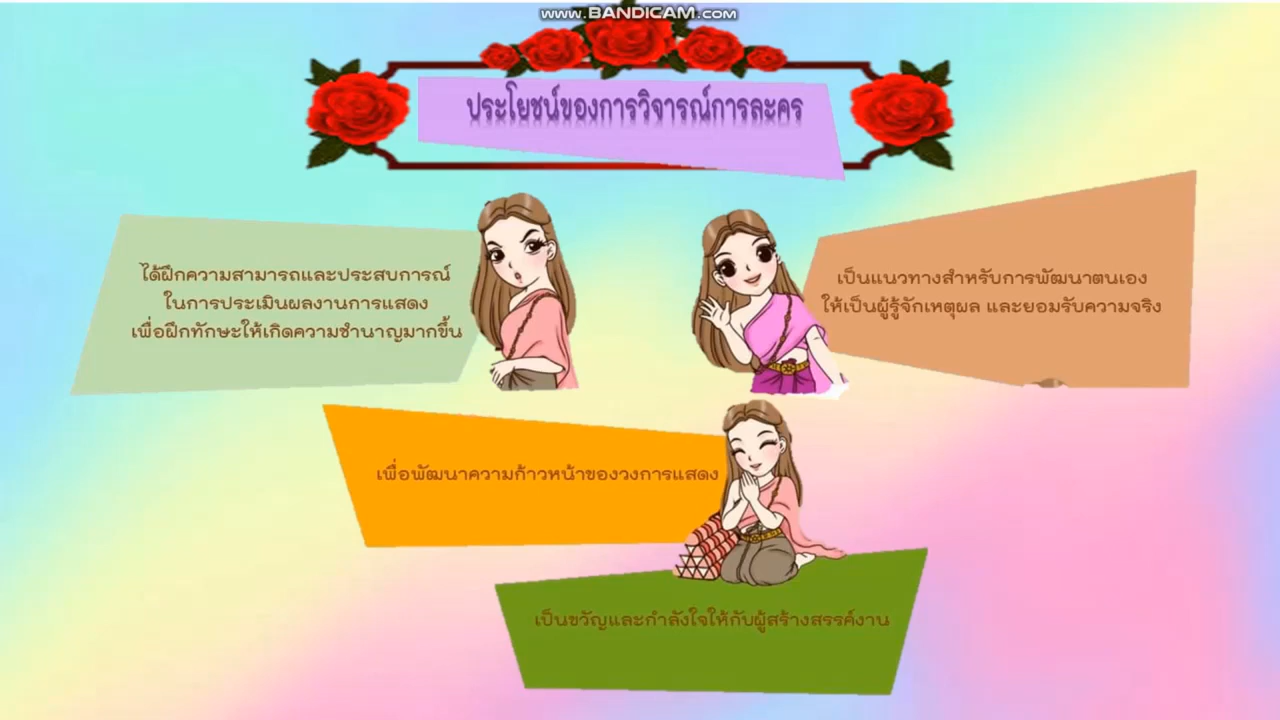 www.BANDICAM.com
ประโยชน์ของการวิจารณ์การละคร
ได้ฝึกความสามารถและประสบการณ์
ในการประเมินผลงานการแสดง
เพื่อฝึกทักษะให้เกิดความชำนาญมากขึ้น
เป็นแนวทางสำหรับการพัฒนาตนเอง
ให้เป็นผู้รู้จักเหตุผล และยอมรับความจริง
เพื่อพัฒนาความก้าวหน้าของวงการแสดง
เป็นขวัญและกำลังใจให้กับผู้สร้างสรรค์งาน